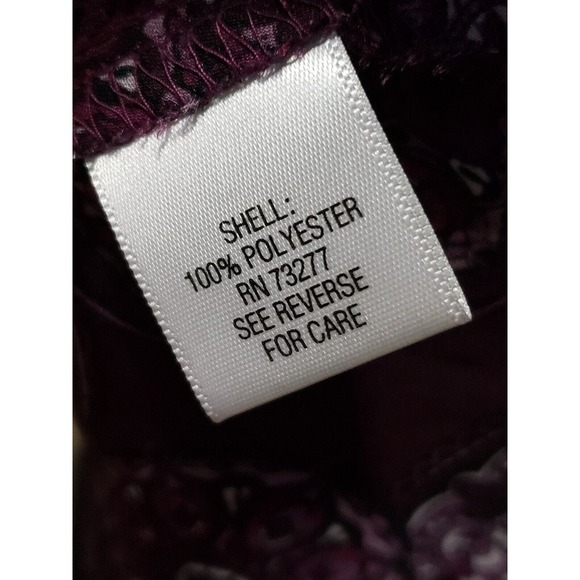 SHELL:
100% POLYESTER
RN 73277
SEE REVERSE
FOR CARE